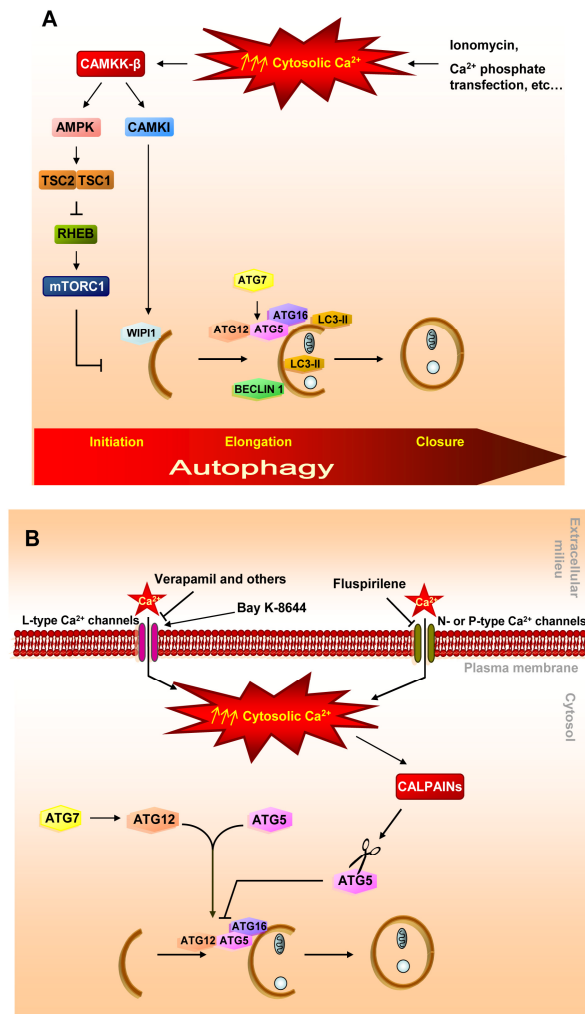 A
Ionomycin,
Ca²⁺ phosphate
transfection, etc…
Cytosolic Ca²⁺
CAMKK-β
AMPK
CAMKI
TSC2 TSC1
RHEB
mTORC1
WIPI1
ATG7
ATG16
ATG12
ATG5
LC3-II
LC3-II
BECLIN 1
Initiation
Elongation
Closure
Autophagy
B
Extracellular
milieu
Verapamil and others
Fluspirilene
Ca²⁺
Ca²⁺
Bay K-8644
L-type Ca²⁺ channels
N- or P-type Ca²⁺ channels
Plasma membrane
Cytosolic Ca²⁺
Cytosol
CALPAINs
ATG7
ATG12
ATG5
ATG5
ATG16
ATG12
ATG5